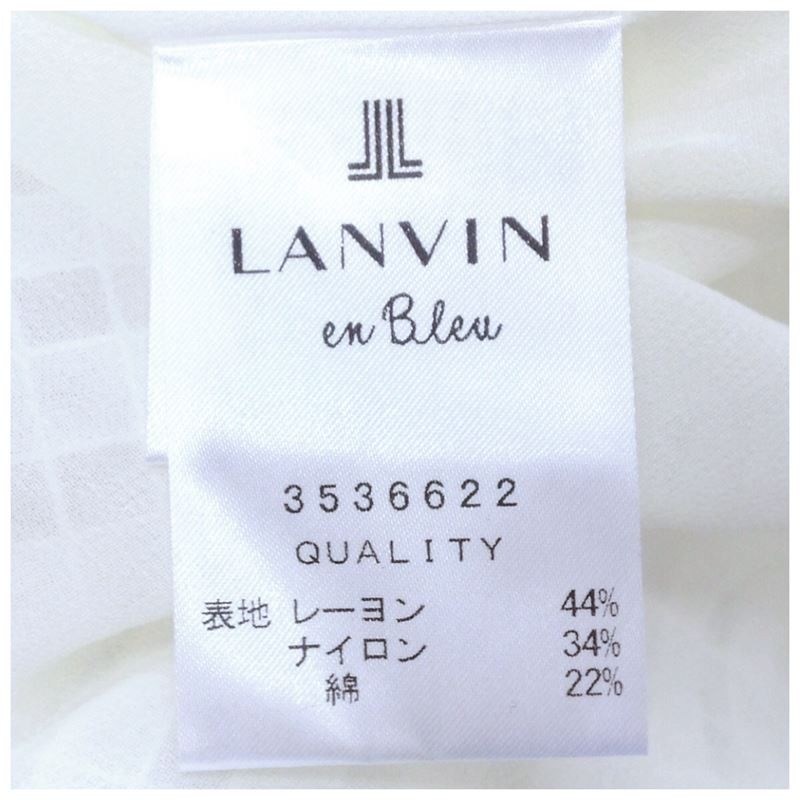 LANVIN
en Bleu
3536622
QUALITY
表地 レーヨン 44%
ナイロン 34%
綿 22%